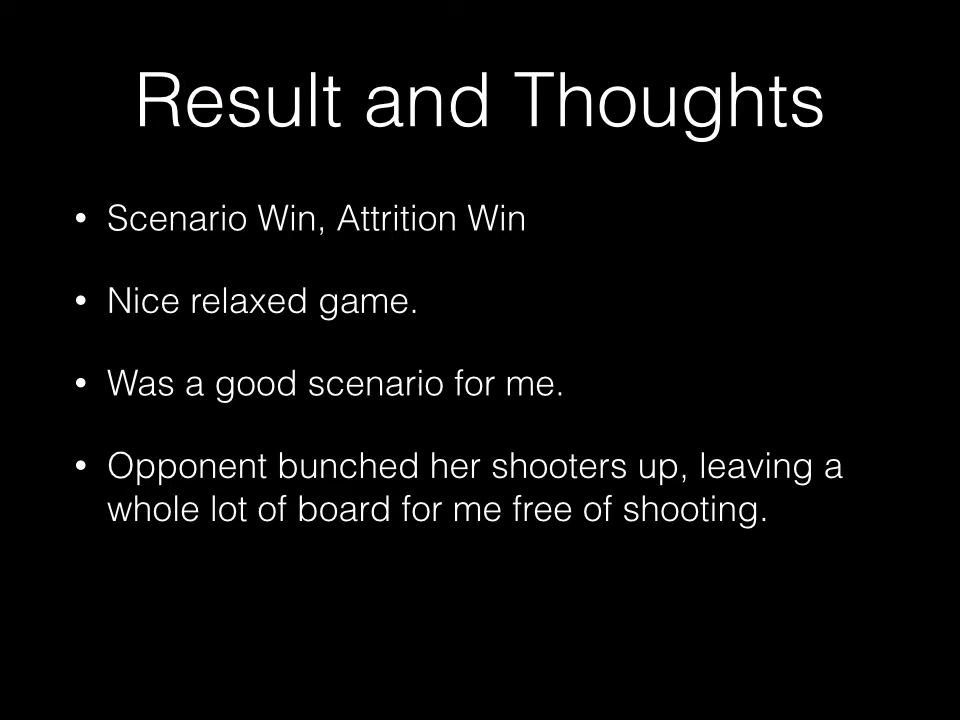 Result and Thoughts
• Scenario Win, Attrition Win
• Nice relaxed game.
• Was a good scenario for me.
• Opponent bunched her shooters up, leaving a
whole lot of board for me free of shooting.